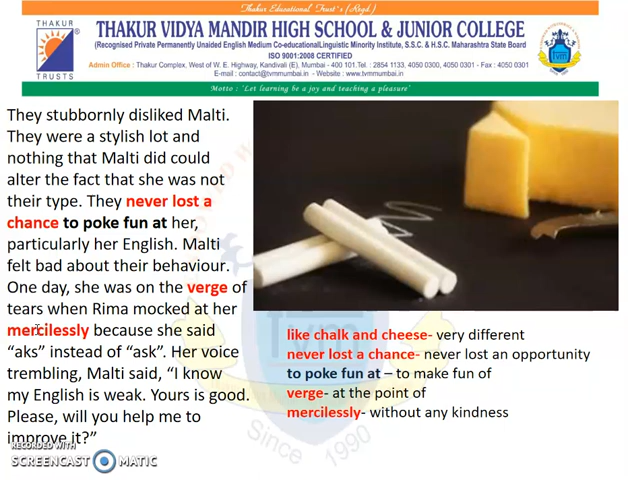 Thakur Educational Trust's (Regd.)
THAKUR VIDYA MANDIR HIGH SCHOOL & JUNIOR COLLEGE
(Recognised Private Permanently Unaided English Medium Co-educationalLinguistic Minority Institute, S.S.C. & H.S.C. Maharashtra State Board
ISO 9001:2008 CERTIFIED
Admin Office : Thakur Complex, West of W. E. Highway, Kandivali (E), Mumbai - 400 101.Tel : 2854 1133, 4050 0300, 4050 0301 - Fax : 4050 0301
E-mail : contact@tvmmumbai.in - Website : www.tvmmumbai.in
THAKUR
TRUSTS
Motto : 'Let learning be a joy and teaching a pleasure'
They stubbornly disliked Malti.
They were a stylish lot and
nothing that Malti did could
alter the fact that she was not
their type. They never lost a
chance to poke fun at her,
particularly her English. Malti
felt bad about their behaviour.
One day, she was on the verge of
tears when Rima mocked at her
mercilessly because she said
"aks" instead of "ask". Her voice
trembling, Malti said, "I know
my English is weak. Yours is good.
Please, will you help me to
improve it?"
like chalk and cheese- very different
never lost a chance- never lost an opportunity
to poke fun at – to make fun of
verge- at the point of
mercilessly- without any kindness
tvm
Since 1990
RECORDED WITH
SCREENCAST MATIC